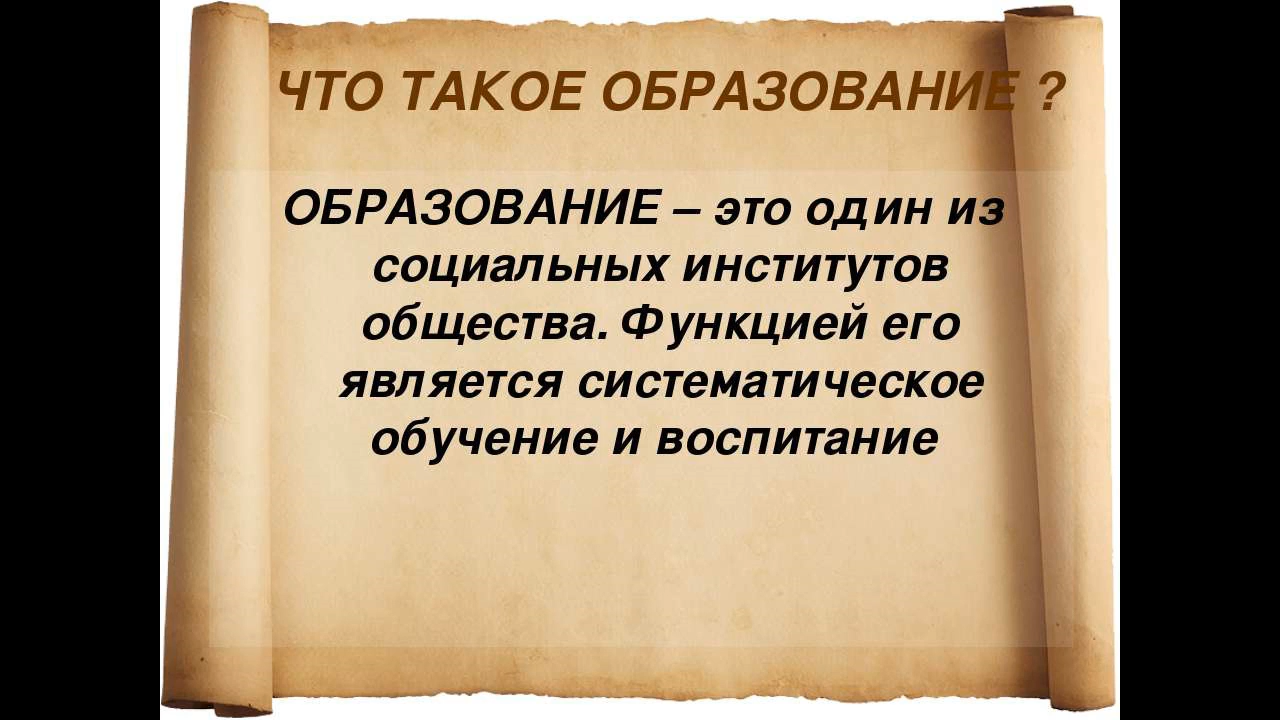 ЧТО ТАКОЕ ОБРАЗОВАНИЕ ?
ОБРАЗОВАНИЕ – это один из
социальных институтов
общества. Функцией его
является систематическое
обучение и воспитание